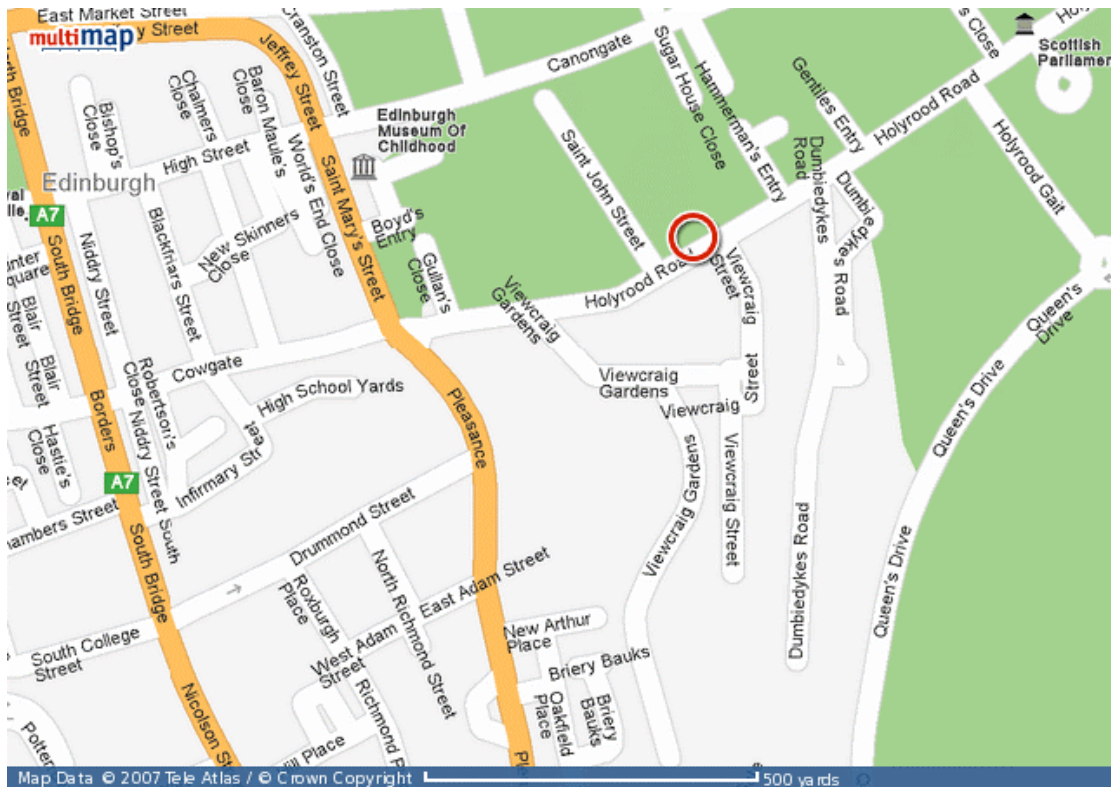 East Market Street
multimap
Jeffrey Street
Cranston Street
Canongate
Sugar House Close
Hammerman's Entry
Gentiles Entry
Holyrood Road
Scottish
Parliamen
Holyrood Gait
North Bridge
Bishop's
Close
Chalmers
Close
Baron Maule's
Close
World's End Close
High Street
Edinburgh
Museum Of
Childhood
Saint Mary's Street
Saint John Street
Dumbiedykes
Road
Dumbiedyke's Road
Edinburgh
A7
South Bridge
Niddry Street
Blackfriars Street
New Skinners
Close
Boyd's
Entry
Gullan's
Close
Holyrood Road
Street
Viewcraig
Street
Viewcraig
Gardens
Queen's
Drive
Blair
Street
Blair
Street
Cowgate
Robertson's
Close
High School Yards
Pleasance
Viewcraig
Gardens
Viewcraig
Queen's Drive
Borders
Hastie's
Close
Niddry Street South
Infirmary Street
A7
Drummond Street
Viewcraig Gardens
Viewcraig Street
Dumbiedykes Road
Queen's Drive
South Bridge
Roxburgh
Place
North Richmond Street
East Adam Street
West Adam
Street
South College
Street
New Arthur
Place
Briery Bauks
Oakfield
Place
Briery
Bauks
Nicolson St
Richmond
Place
Map Data © 2007 Tele Atlas / © Crown Copyright
500 yards